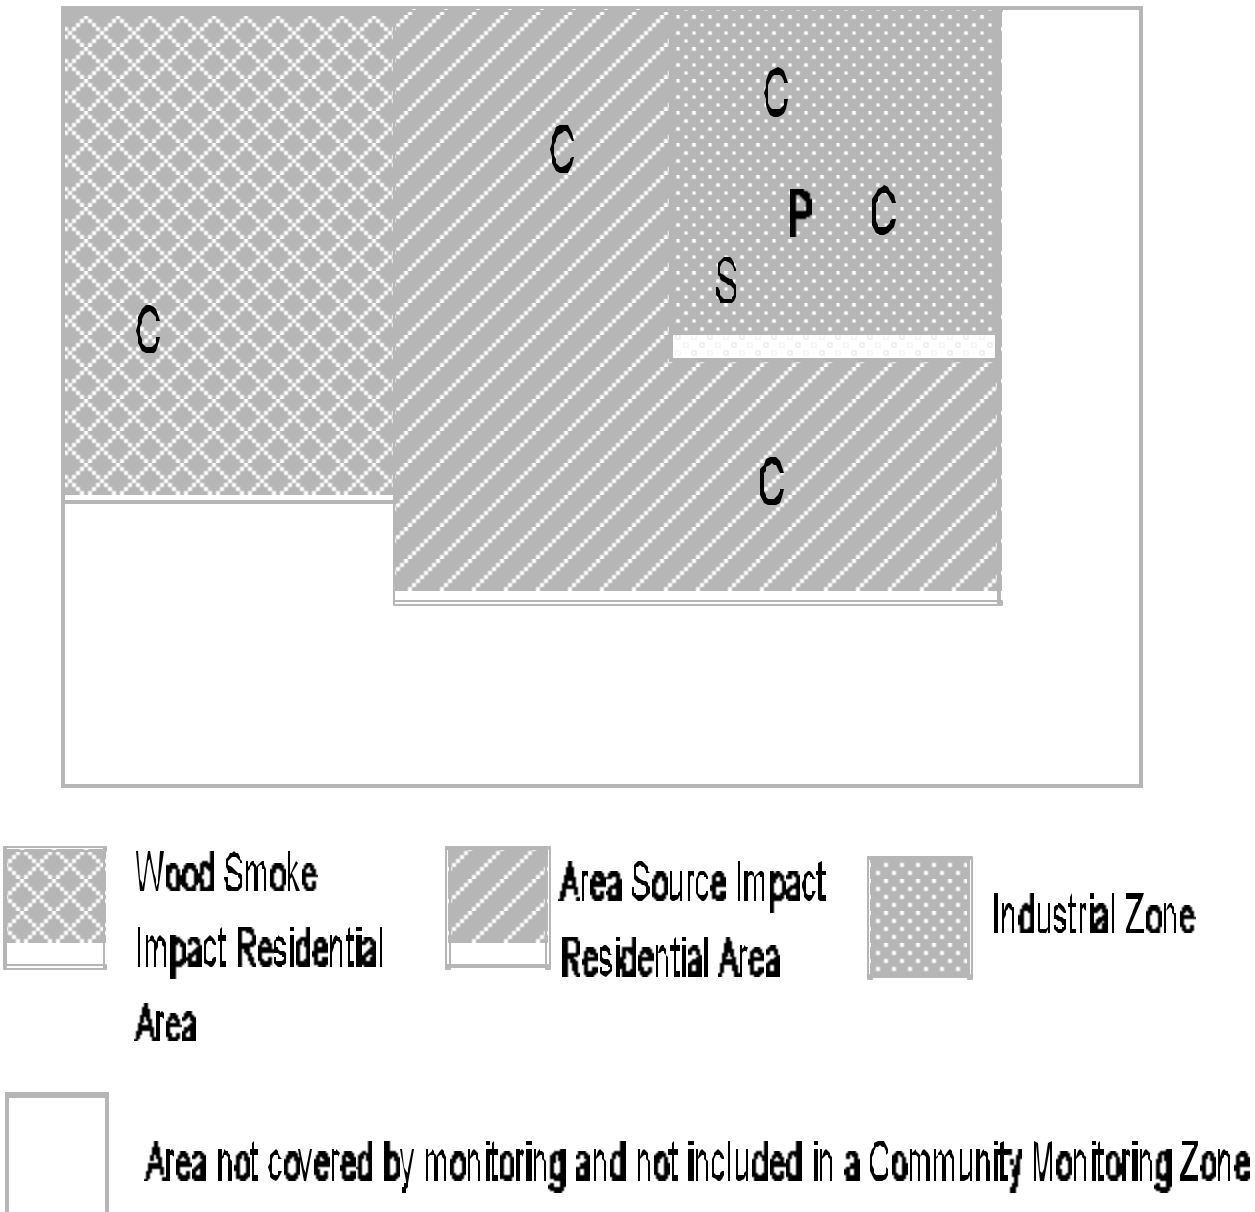 C
C
C
P C
S
C
C
Wood Smoke
Impact Residential
Area
Area Source Impact
Residential Area
Industrial Zone
Area not covered by monitoring and not included in a Community Monitoring Zone